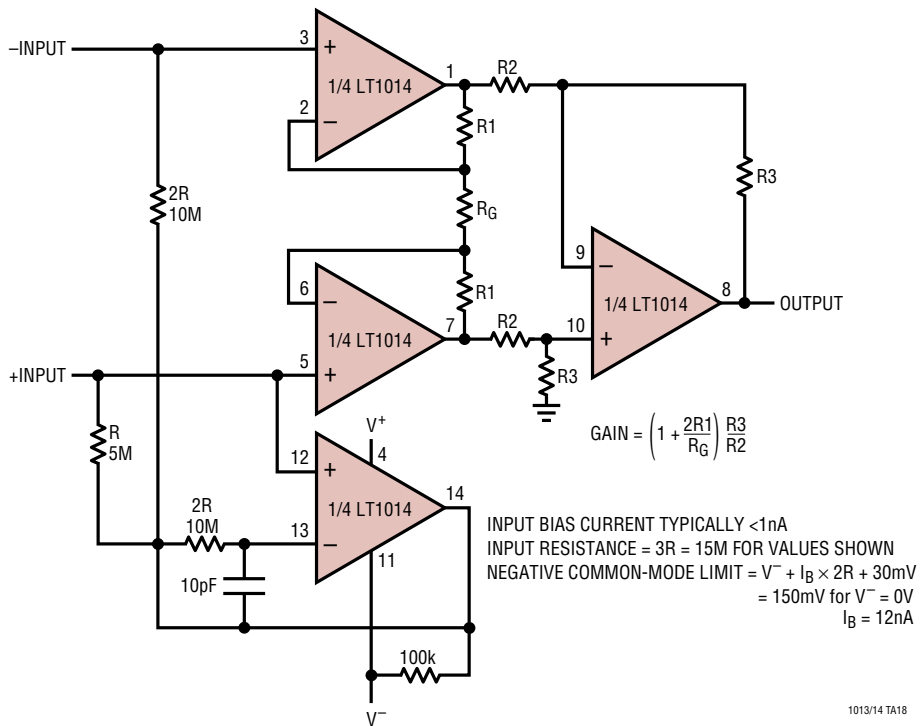 –INPUT
3
+
1/4 LT1014
2
–
1
R2
R1
2R
10M
RG
R3
6
–
1/4 LT1014
5
+
7
R1
R2
9
–
1/4 LT1014
10
+
8
OUTPUT
+INPUT
R3
R
5M
V+
4
12
+
1/4 LT1014
13
–
14
11
2R
10M
10pF
100k
V–
GAIN = (1 + 2R1/RG) R3/R2
INPUT BIAS CURRENT TYPICALLY <1nA
INPUT RESISTANCE = 3R = 15M FOR VALUES SHOWN
NEGATIVE COMMON-MODE LIMIT = V– + IB × 2R + 30mV
= 150mV for V– = 0V
IB = 12nA
1013/14 TA18